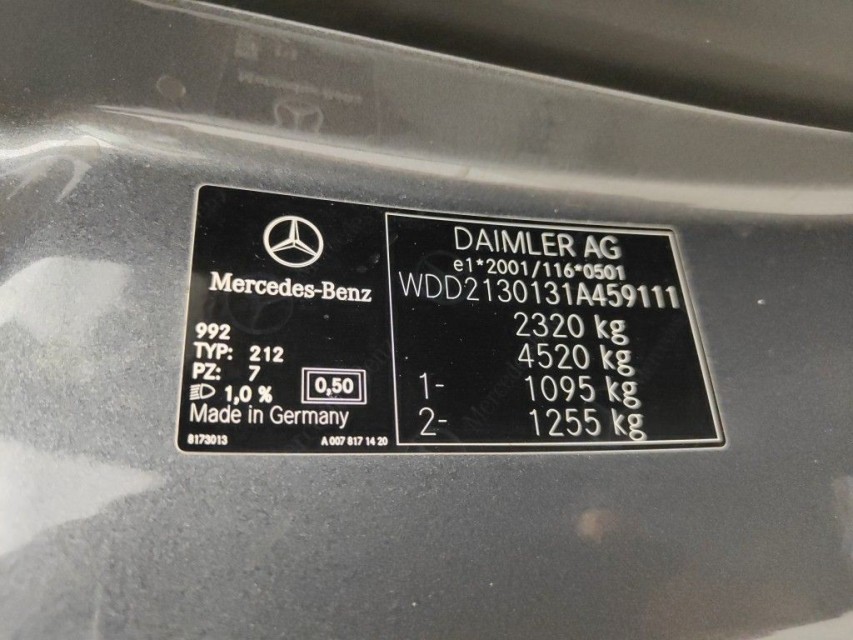 Mercedes-Benz
992
TYP: 212
PZ: 7
1,0 %
0,50
Made in Germany
8173013
A 007 817 14 20
DAIMLER AG
e1*2001/116*0501
WDD2130131A459111
2320 kg
4520 kg
1- 1095 kg
2- 1255 kg